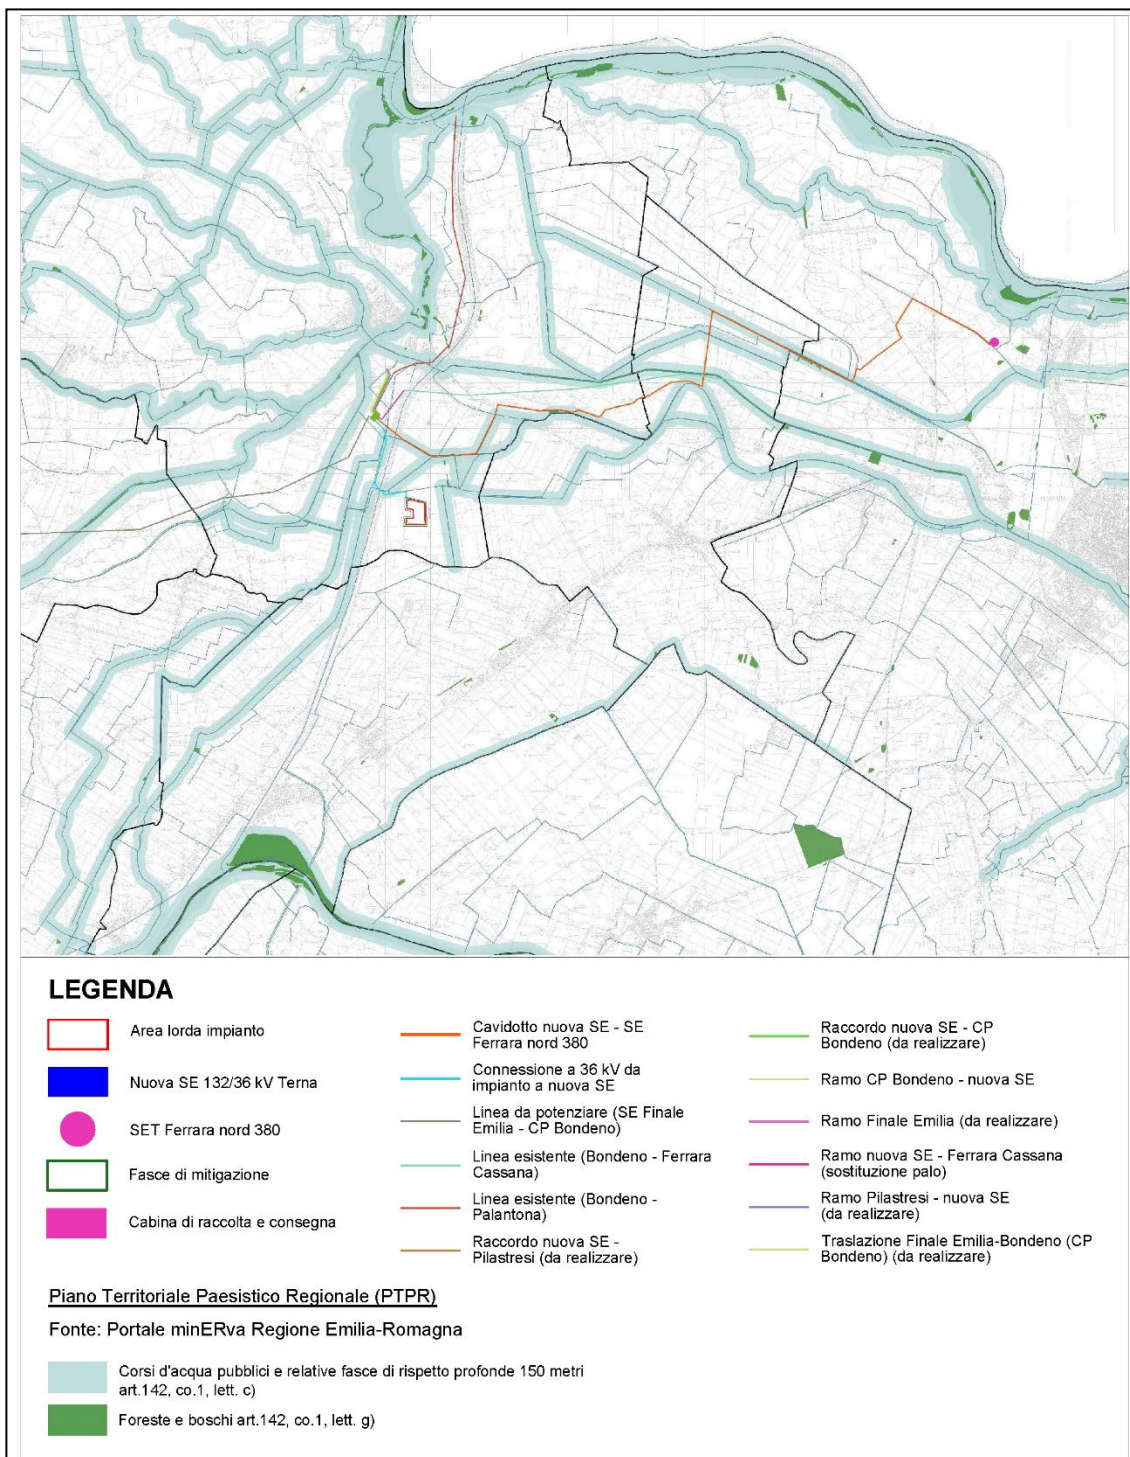 LEGENDA
Area lorda impianto
Nuova SE 132/36 kV Terna
SET Ferrara nord 380
Fasce di mitigazione
Cabina di raccolta e consegna
Cavidotto nuova SE - SE
Ferrara nord 380
Connessione a 36 kV da
impianto a nuova SE
Linea da potenziare (SE Finale
Emilia - CP Bondeno)
Linea esistente (Bondeno - Ferrara
Cassana)
Linea esistente (Bondeno -
Palantona)
Raccordo nuova SE -
Pilastresi (da realizzare)
Raccordo nuova SE - CP
Bondeno (da realizzare)
Ramo CP Bondeno - nuova SE
Ramo Finale Emilia (da realizzare)
Ramo nuova SE - Ferrara Cassana
(sostituzione palo)
Ramo Pilastresi - nuova SE
(da realizzare)
Traslazione Finale Emilia-Bondeno (CP
Bondeno) (da realizzare)
Piano Territoriale Paesistico Regionale (PTPR)
Fonte: Portale minERva Regione Emilia-Romagna
Corsi d'acqua pubblici e relative fasce di rispetto profonde 150 metri
art.142, co.1, lett. c)
Foreste e boschi art.142, co.1, lett. g)